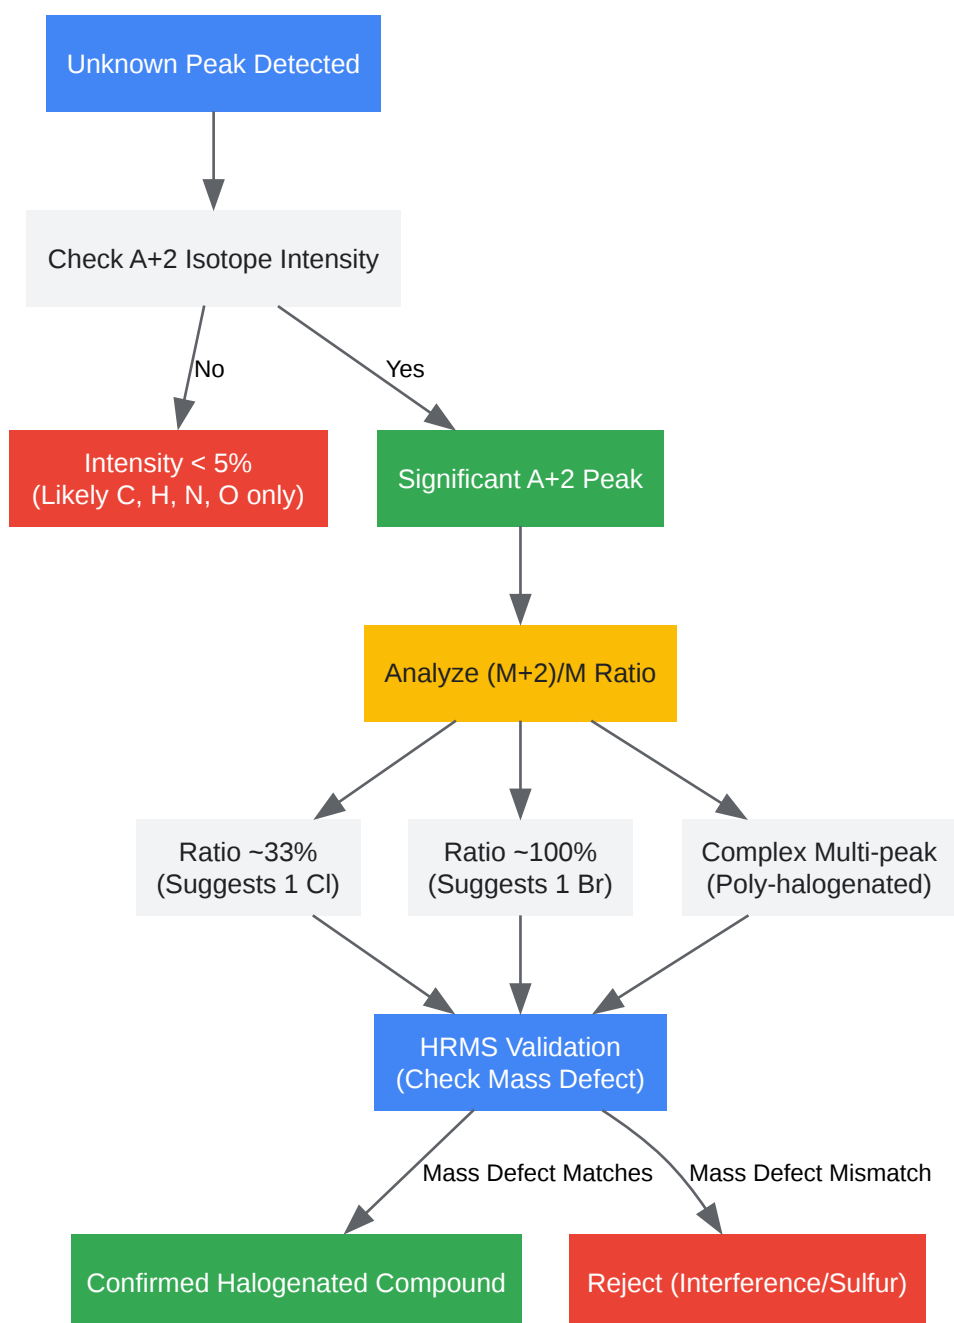 Unknown Peak Detected
Check A+2 Isotope Intensity
No
Yes
Intensity < 5%
(Likely C, H, N, O only)
Significant A+2 Peak
Analyze (M+2)/M Ratio
Ratio ~33%
(Suggests 1 Cl)
Ratio ~100%
(Suggests 1 Br)
Complex Multi-peak
(Poly-halogenated)
HRMS Validation
(Check Mass Defect)
Mass Defect Matches
Mass Defect Mismatch
Confirmed Halogenated Compound
Reject (Interference/Sulfur)